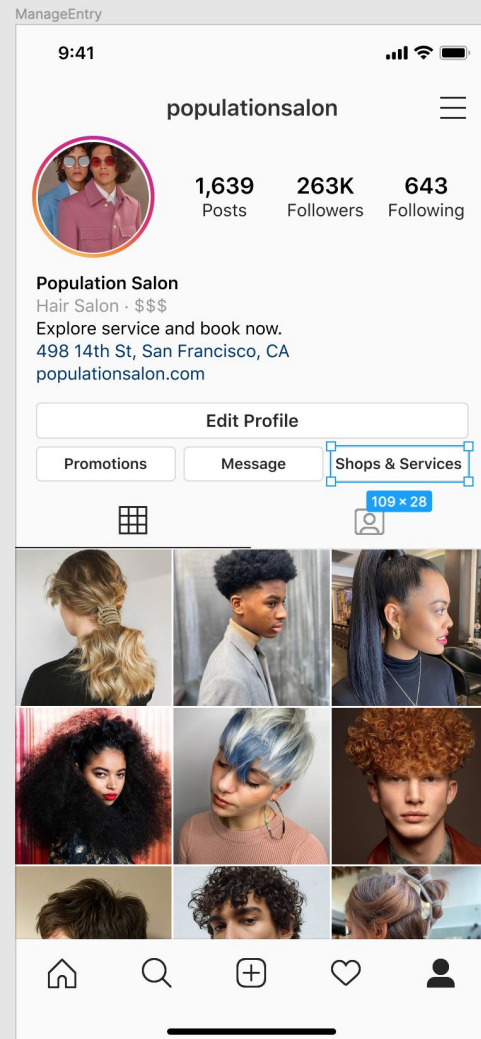 ManageEntry
9:41
populationsalon
1,639 263K 643
Posts Followers Following
Population Salon
Hair Salon · $$$
Explore service and book now.
498 14th St, San Francisco, CA
populationsalon.com
Edit Profile
Promotions Message Shops & Services
109 × 28